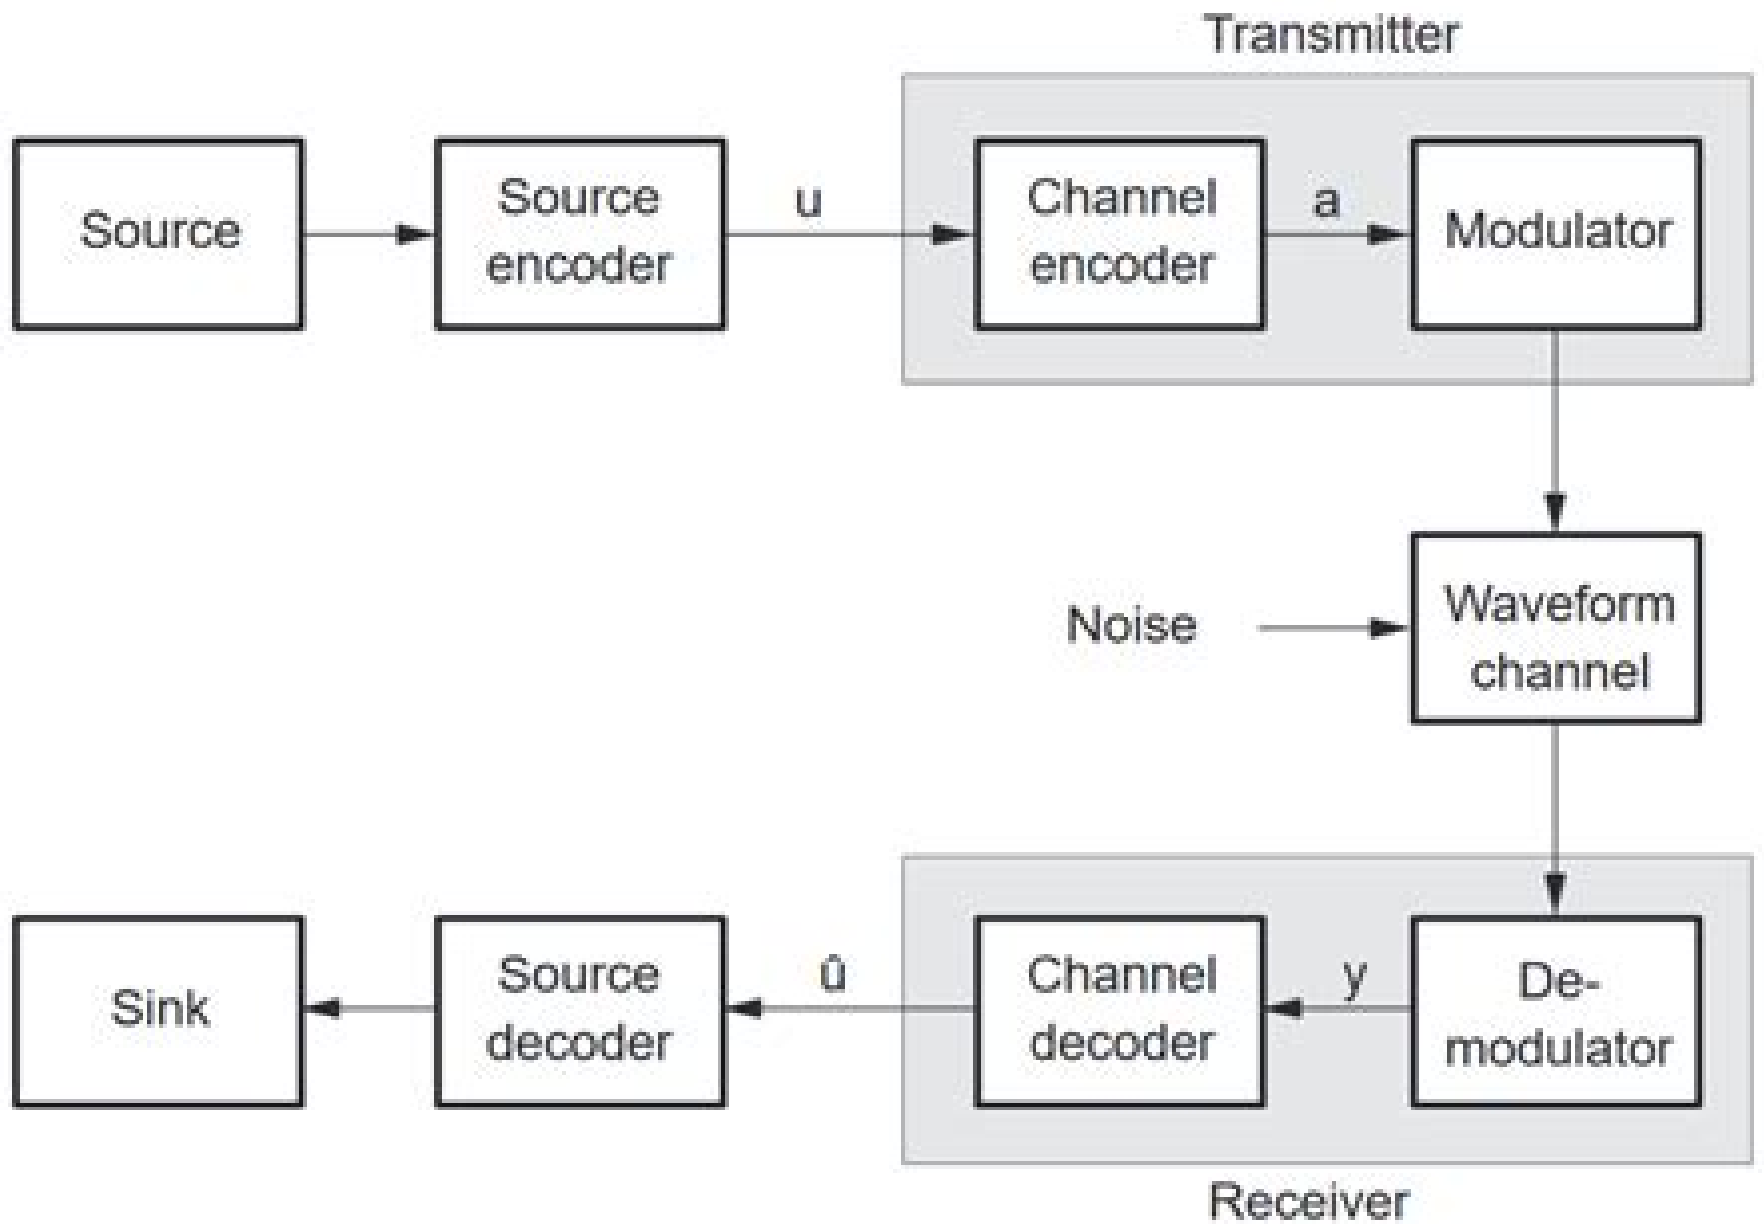 Transmitter
Source
Source
encoder
u
Channel
encoder
a
Modulator
Noise
Waveform
channel
Sink
Source
decoder
û
Channel
decoder
y
De-
modulator
Receiver